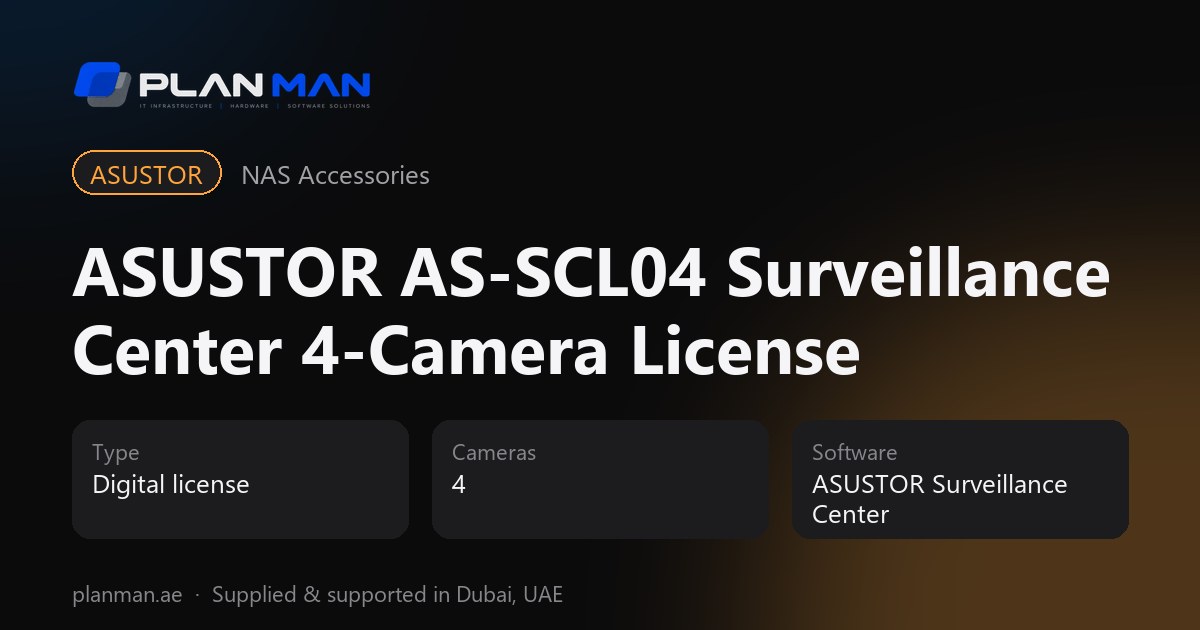 PLAN MAN
IT INFRASTRUCTURE | HARDWARE | SOFTWARE SOLUTIONS
ASUSTOR NAS Accessories
ASUSTOR AS-SCL04 Surveillance
Center 4-Camera License
Type
Digital license
Cameras
4
Software
ASUSTOR Surveillance
Center
planman.ae · Supplied & supported in Dubai, UAE